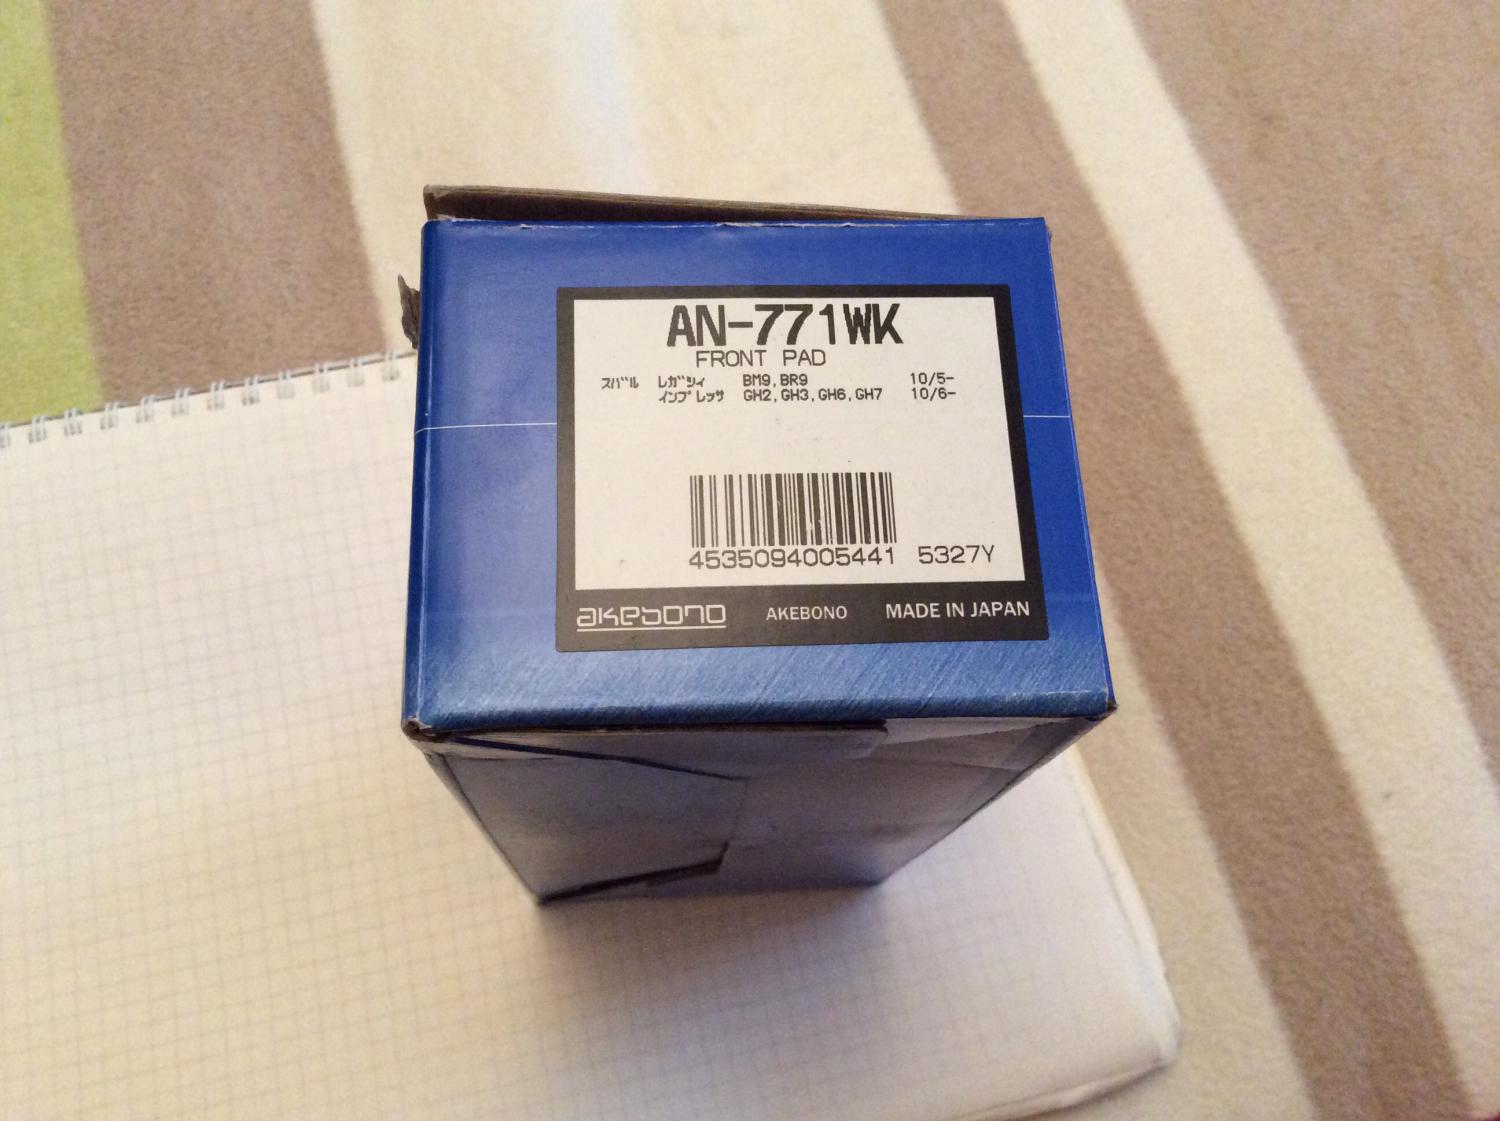 AN-771WK
FRONT PAD
ｽﾊﾞﾙ ﾚｶﾞｼｨ BM9,BR9 10/5-
ｲﾝﾌﾟﾚｯｻ GH2,GH3,GH6,GH7 10/6-
4535094005441 5327Y
akebono AKEBONO MADE IN JAPAN